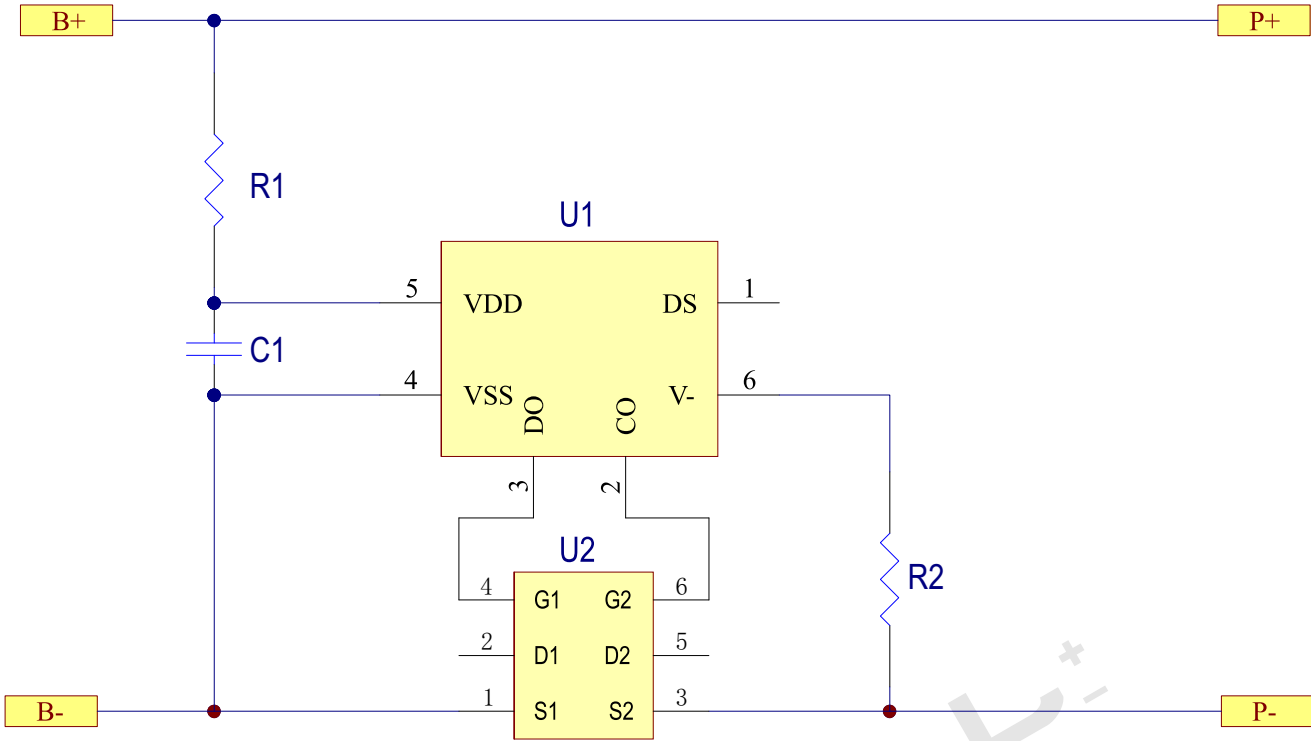 B+
P+
R1
U1
5
VDD
DS
1
C1
4
VSS
DO
CO
V-
6
3
2
U2
4
G1
G2
6
R2
2
D1
D2
5
B-
1
S1
S2
3
P-